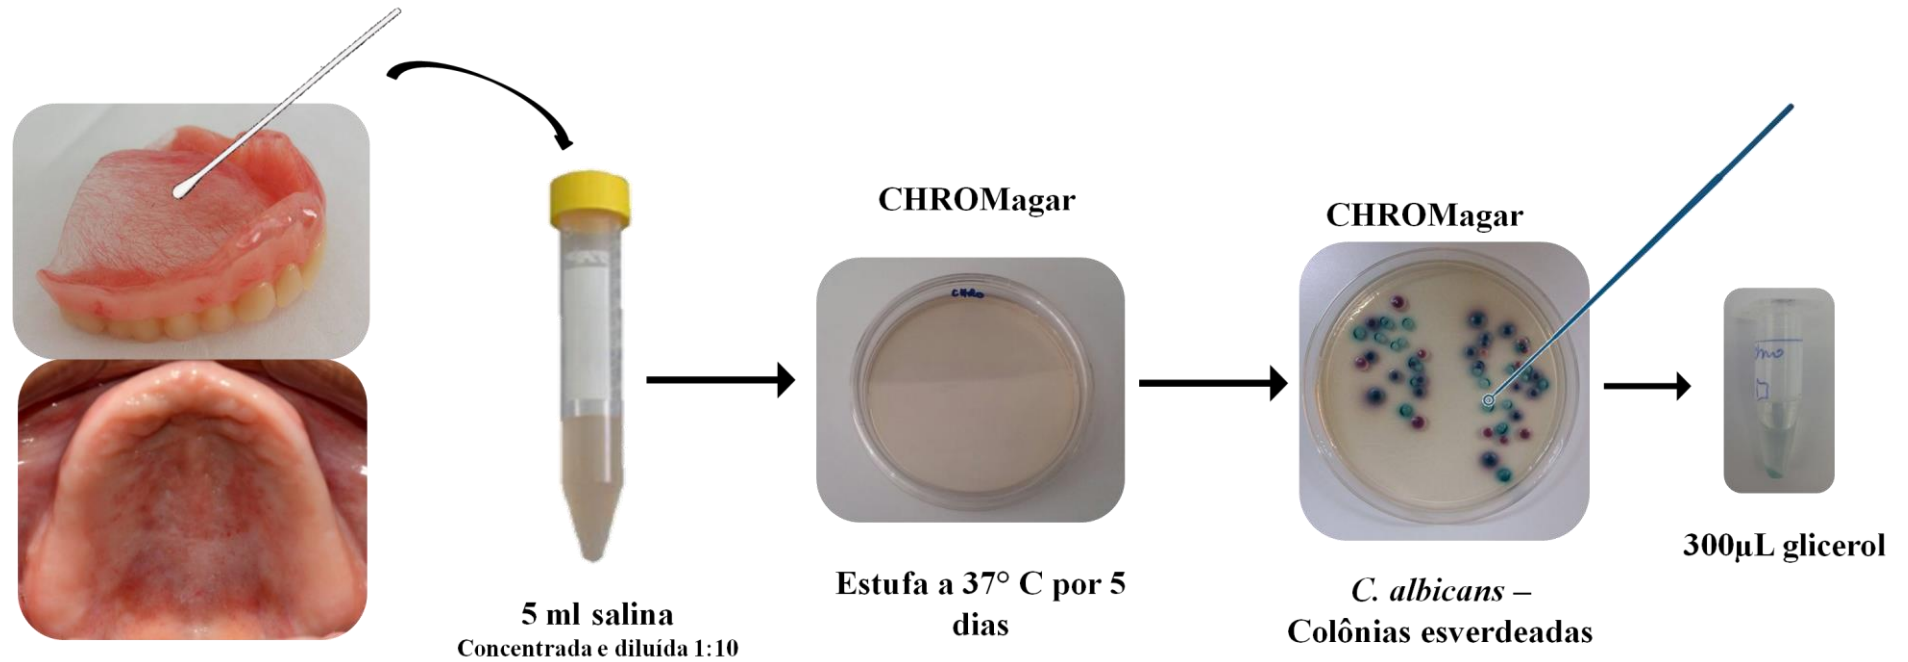 5 ml salina
Concentrada e diluída 1:10
CHROMagar
CHRO
Estufa a 37° C por 5
dias
CHROMagar
C. albicans –
Colônias esverdeadas
300µL glicerol